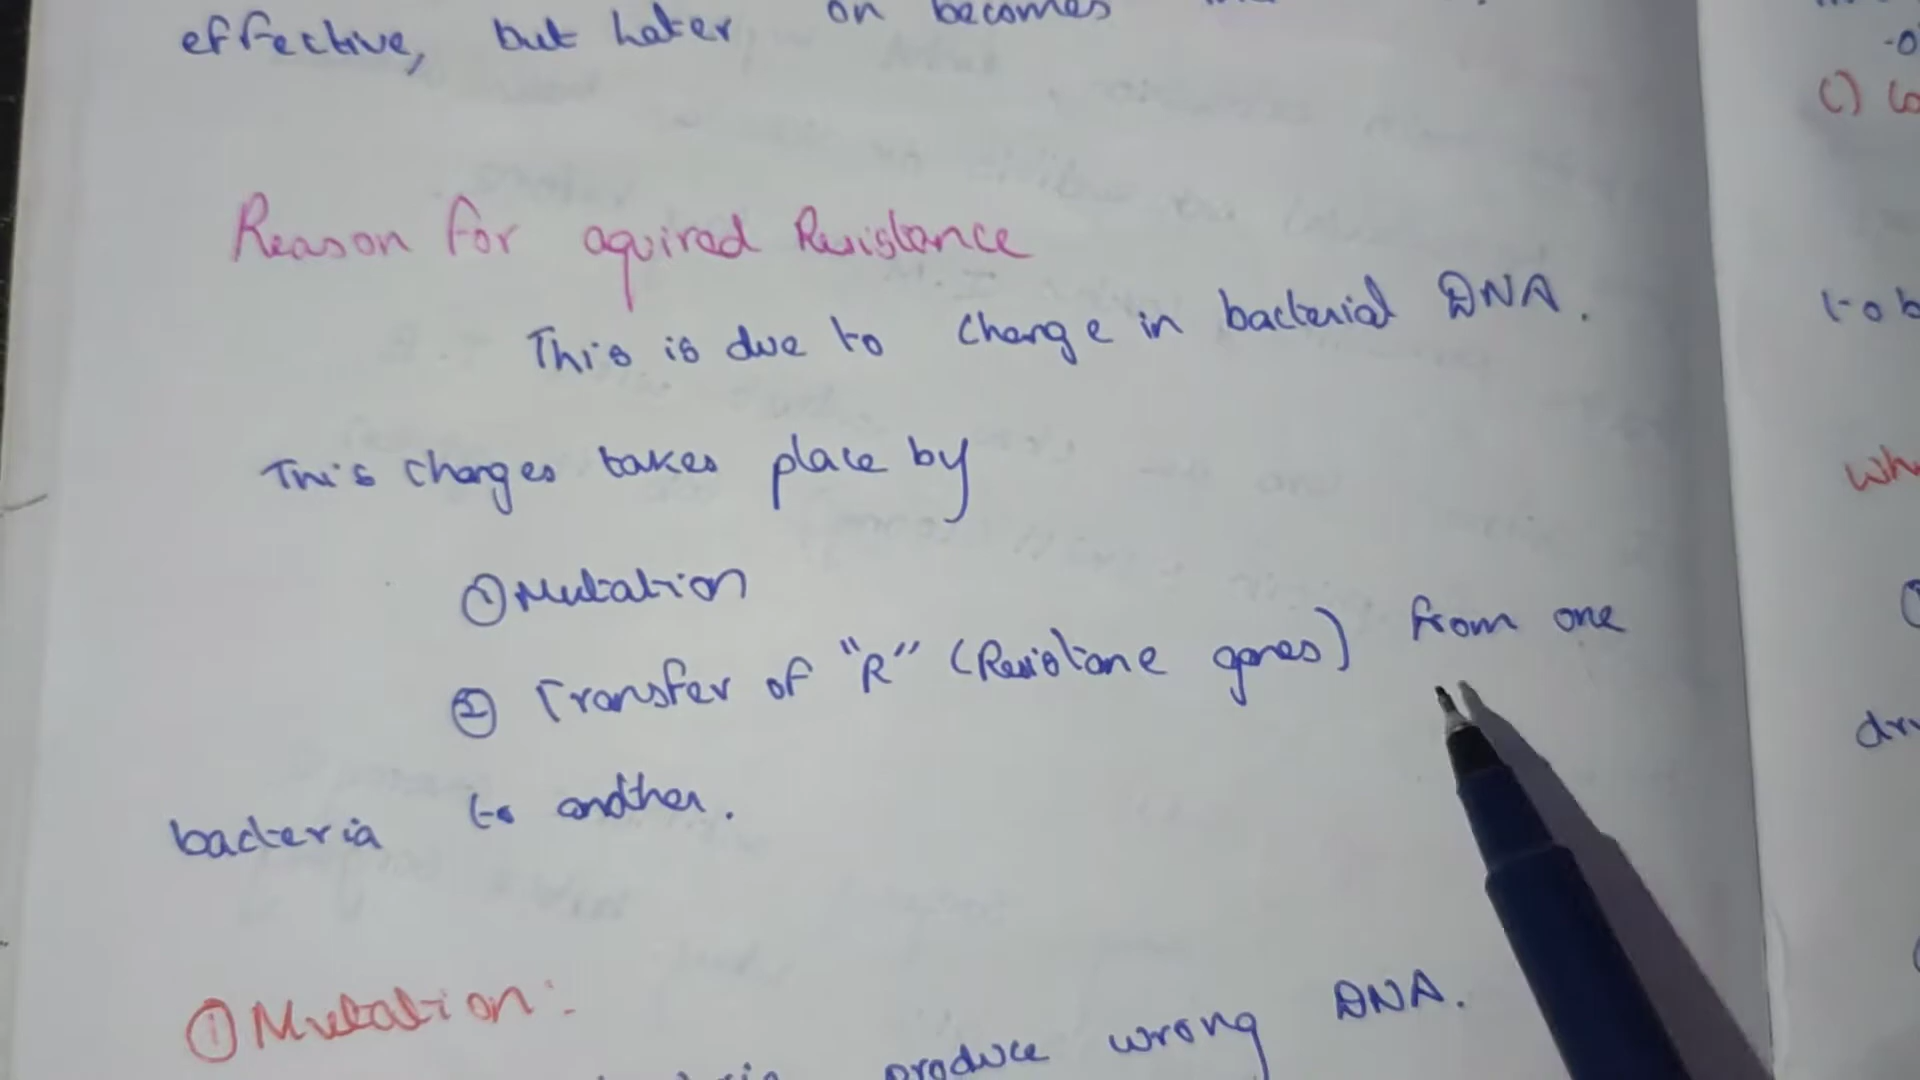 effective, but later on becomes
Reason for aquired Resistance
This is due to change in bacterial DNA.
This changes takes place by
① Mutation
② Transfer of "R" (Resistane genes) from one
bacteria to another.
① Mutation:
produce wrong DNA.